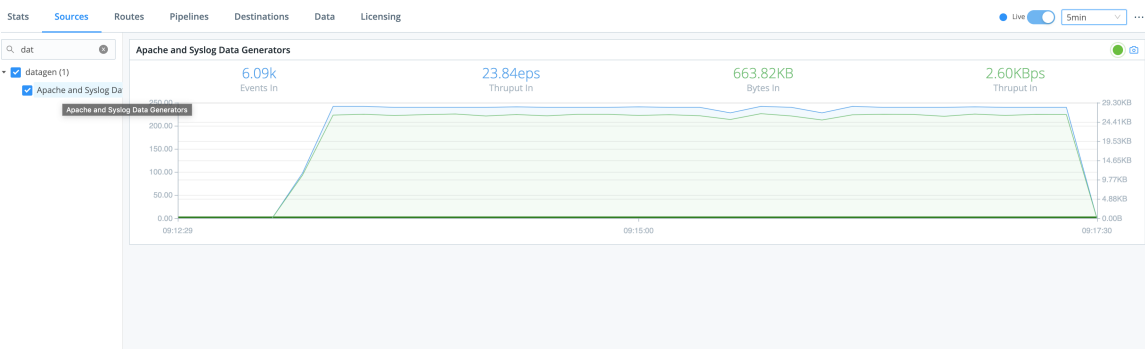 Stats Sources Routes Pipelines Destinations Data Licensing Live 5min
dat
Apache and Syslog Data Generators
datagen (1)
Apache and Syslog Da
Apache and Syslog Data Generators
6.09k 23.84eps 663.82KB 2.60KBps
Events In Thruput In Bytes In Thruput In
250.00 29.30KB
200.00 24.41KB
150.00 19.53KB
14.65KB
100.00 9.77KB
50.00 4.88KB
0.00 0.00B
09:12:29 09:15:00 09:17:30